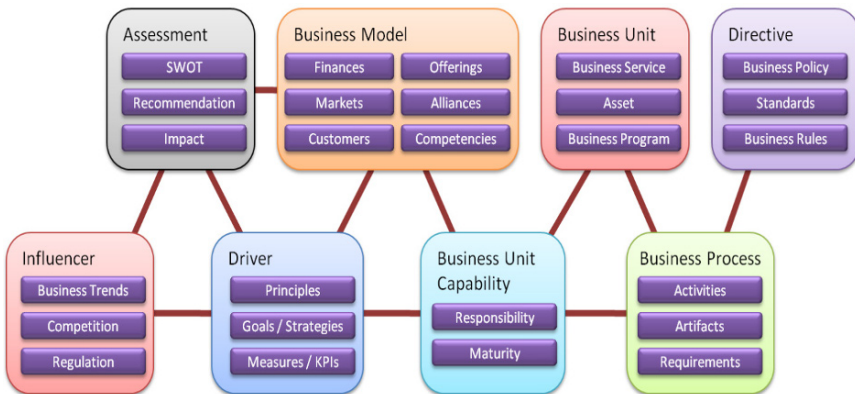 Assessment
SWOT
Recommendation
Impact
Business Model
Finances
Offerings
Markets
Alliances
Customers
Competencies
Business Unit
Business Service
Asset
Business Program
Directive
Business Policy
Standards
Business Rules
Influencer
Business Trends
Competition
Regulation
Driver
Principles
Goals / Strategies
Measures / KPIs
Business Unit
Capability
Responsibility
Maturity
Business Process
Activities
Artifacts
Requirements